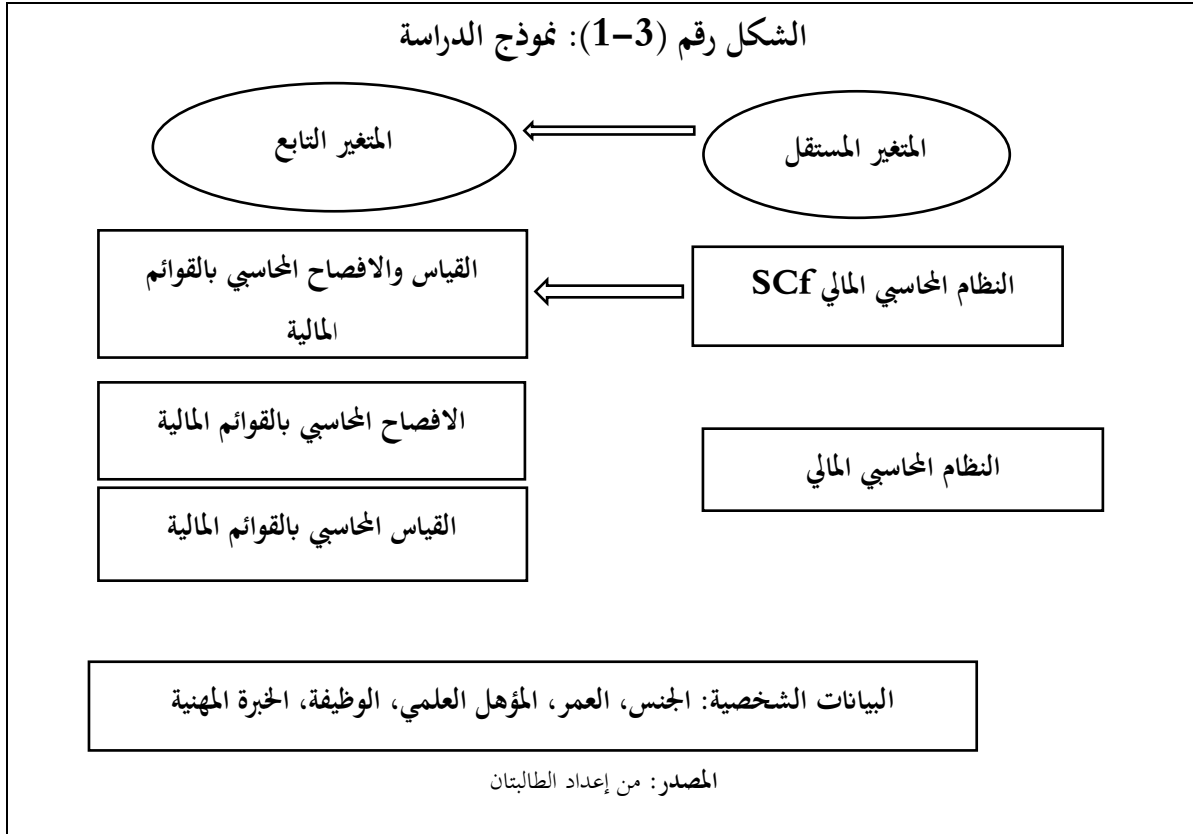 الشكل رقم (3–1): نموذج الدراسة
المتغير المستقل
المتغير التابع
النظام المحاسبي المالي SCf
القياس والافصاح المحاسبي بالقوائم
المالية
الافصاح المحاسبي بالقوائم المالية
النظام المحاسبي المالي
القياس المحاسبي بالقوائم المالية
البيانات الشخصية: الجنس، العمر، المؤهل العلمي، الوظيفة، الخبرة المهنية
المصدر: من إعداد الطالبتان